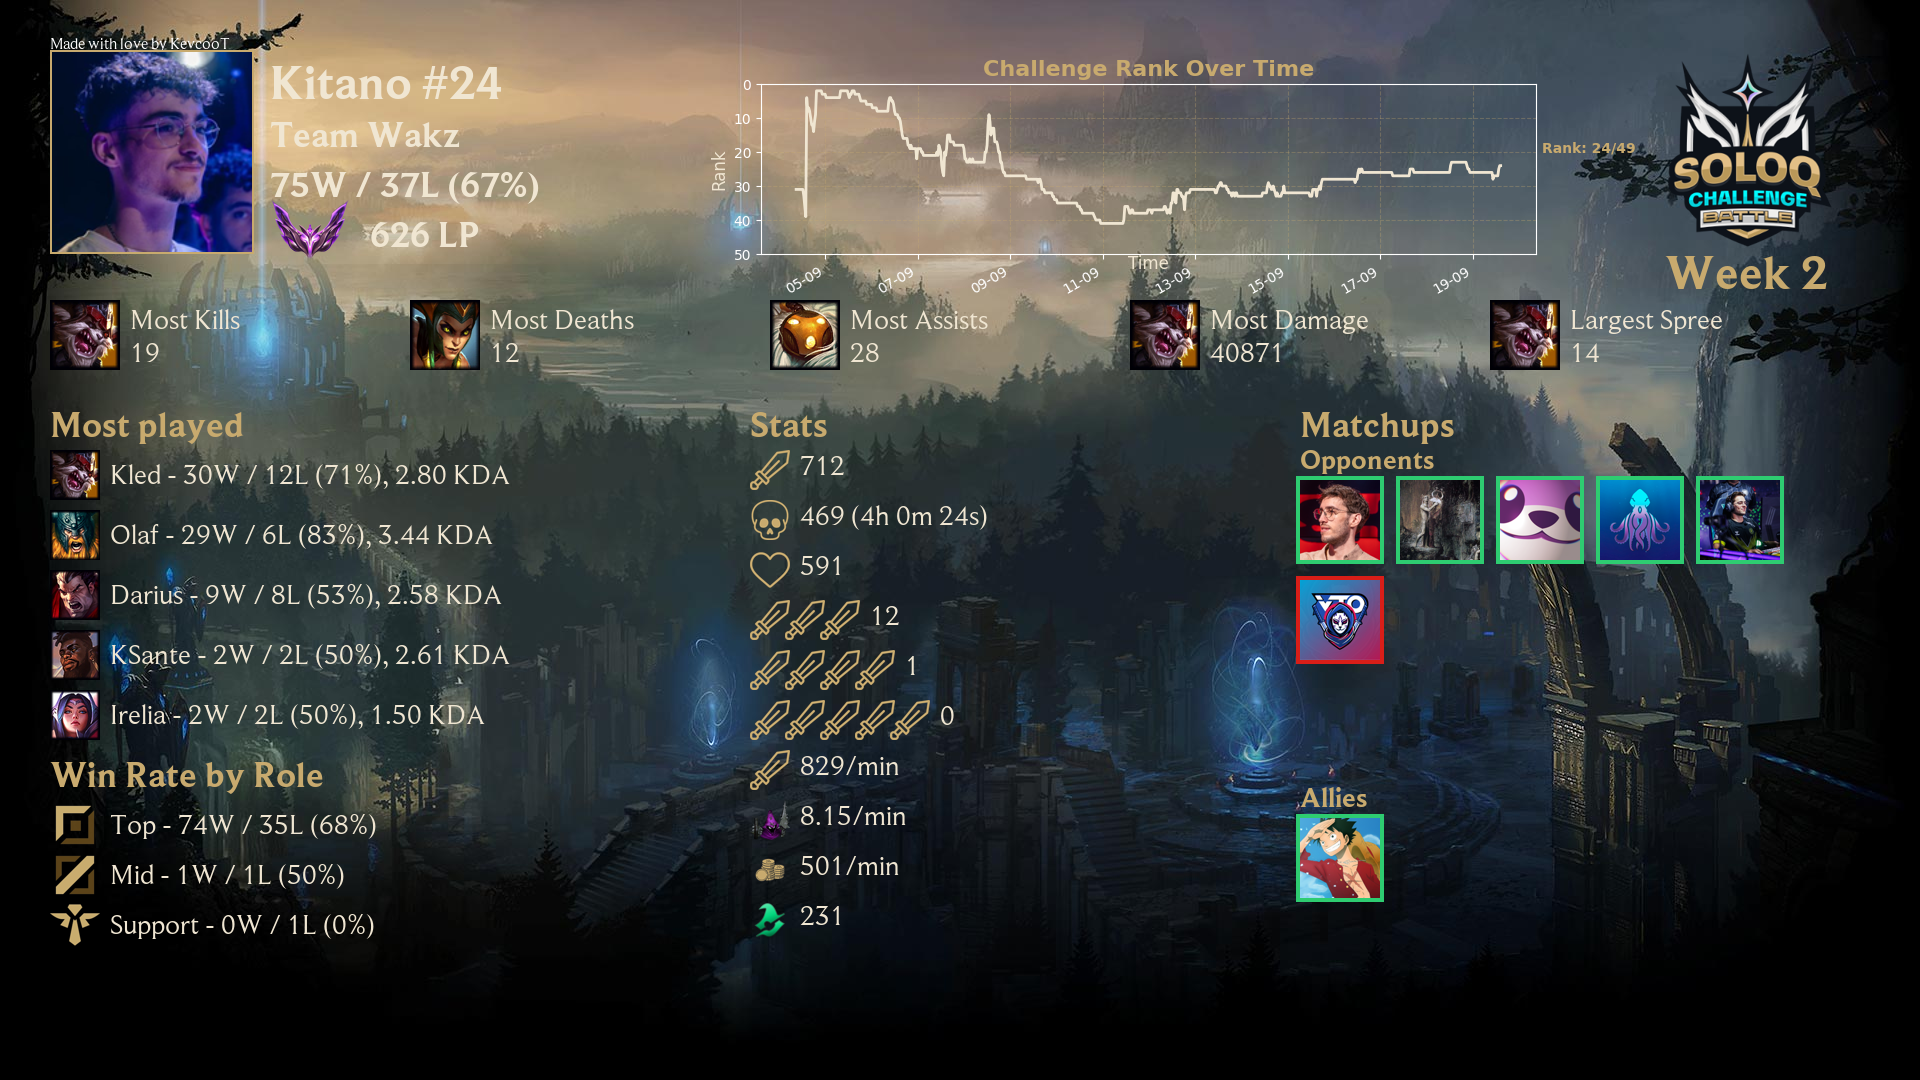 Made with love by KevcooT
Kitano #24
Team Wakz
75W / 37L (67%)
626 LP
Challenge Rank Over Time
Rank
0
10
20
30
40
50
05-09
07-09
09-09
11-09
13-09
15-09
17-09
19-09
Time
Rank: 24/49
SOLOQ
CHALLENGE
BATTLE
Week 2
Most Kills
19
Most Deaths
12
Most Assists
28
Most Damage
40871
Largest Spree
14
Most played
Kled - 30W / 12L (71%), 2.80 KDA
Olaf - 29W / 6L (83%), 3.44 KDA
Darius - 9W / 8L (53%), 2.58 KDA
KSante - 2W / 2L (50%), 2.61 KDA
Irelia - 2W / 2L (50%), 1.50 KDA
Win Rate by Role
Top - 74W / 35L (68%)
Mid - 1W / 1L (50%)
Support - 0W / 1L (0%)
Stats
712
469 (4h 0m 24s)
591
12
1
0
829/min
8.15/min
501/min
231
Matchups
Opponents
VTO
Allies